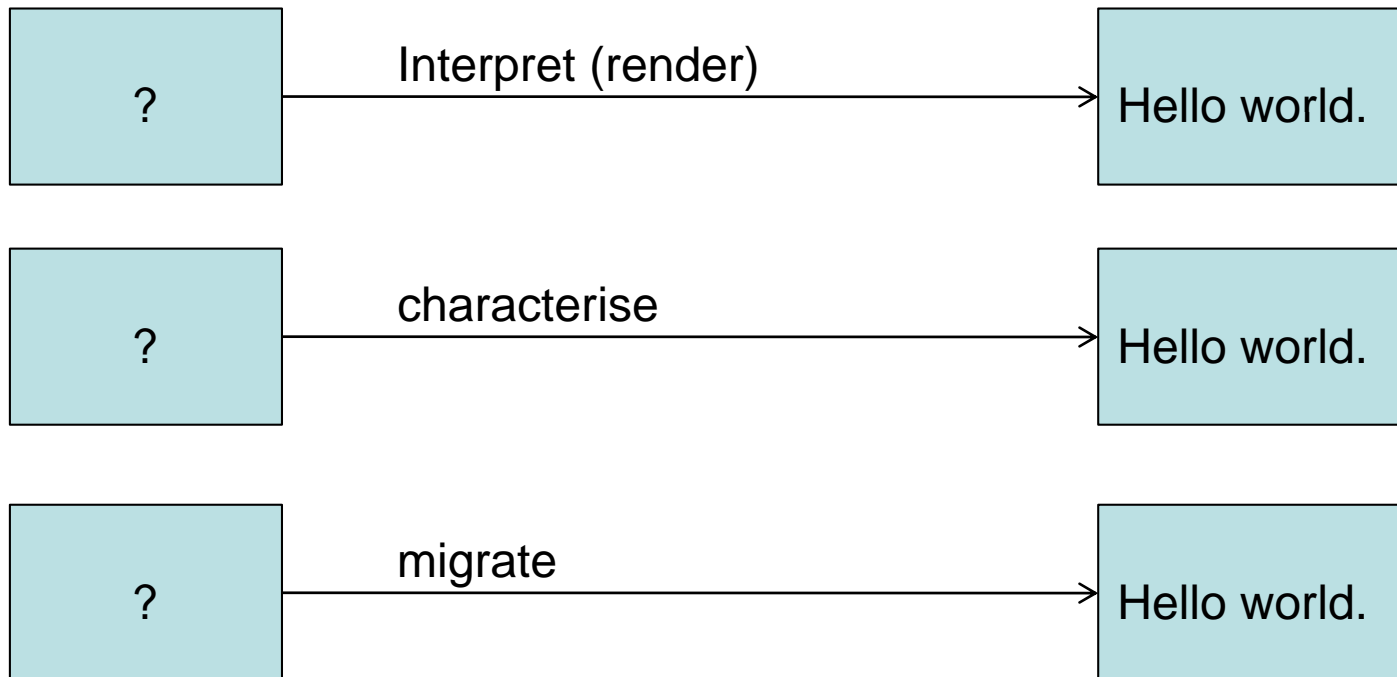 Interpret (render)
?
Hello world.
characterise
?
Hello world.
migrate
?
Hello world.